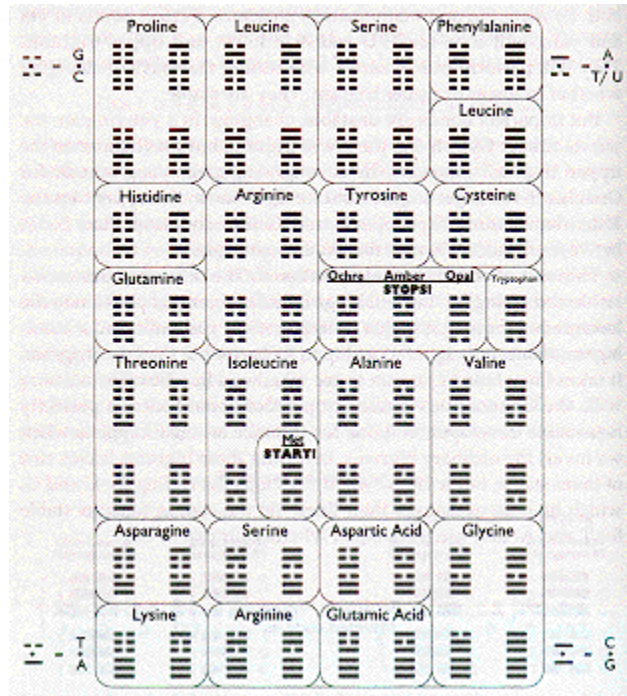 Proline Leucine Serine Phenylalanine
G
C
A
T/U
Leucine
Histidine Arginine Tyrosine Cysteine
Glutamine Ochre Amber Opal Tryptophan
STOPS!
Threonine Isoleucine Alanine Valine
Met
START!
Asparagine Serine Aspartic Acid Glycine
Lysine Arginine Glutamic Acid
= T
A
= C
G